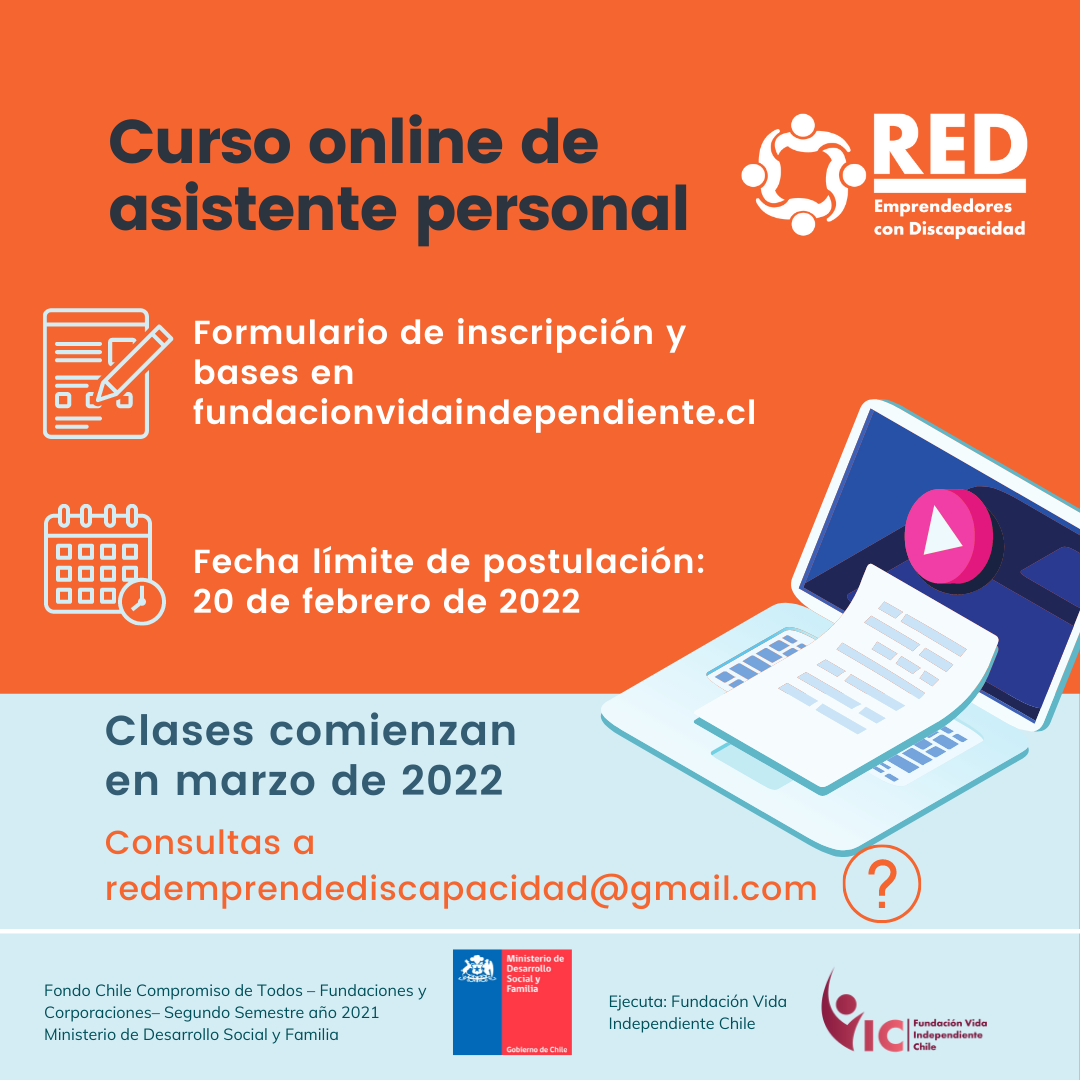 Curso online de
asistente personal
RED
Emprendedores
con Discapacidad
Formulario de inscripción y
bases en
fundacionvidaindependiente.cl
Fecha límite de postulación:
20 de febrero de 2022
Clases comienzan
en marzo de 2022
Consultas a
redemprendediscapacidad@gmail.com
?
Fondo Chile Compromiso de Todos – Fundaciones y
Corporaciones– Segundo Semestre año 2021
Ministerio de Desarrollo Social y Familia
Ministerio de
Desarrollo
Social y
Familia
Gobierno de Chile
Ejecuta: Fundación Vida
Independiente Chile
VIC
Fundación Vida
Independiente
Chile